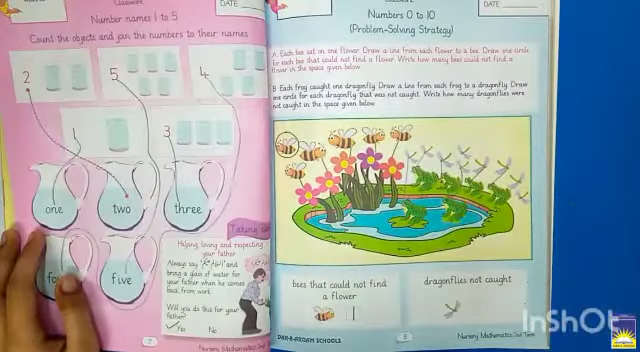 Classwork
DATE
Number names 1 to 5
Count the objects and join the numbers to their names
2
5
4
1
3
one
two
three
five
Helping, loving and respecting
your father
Always say and
bring a glass of water for
your father when he comes
back from work.
Will you do this for your
father?
Yes No
7
Nursery Mathematics
DATE
Numbers 0 to 10
(Problem-Solving Strategy)
A. Each bee sat on one flower. Draw a line from each flower to a bee. Draw one circle
for each bee that could not find a flower. Write how many bees could not find a
flower in the space given below.
B. Each frog caught one dragonfly. Draw a line from each frog to a dragonfly. Draw
one circle for each dragonfly that was not caught. Write how many dragonflies were
not caught in the space given below.
bees that could not find
a flower
1
dragonflies not caught
DAR-E-ARQAM SCHOOLS
8
Nursery Mathematics
InShOt